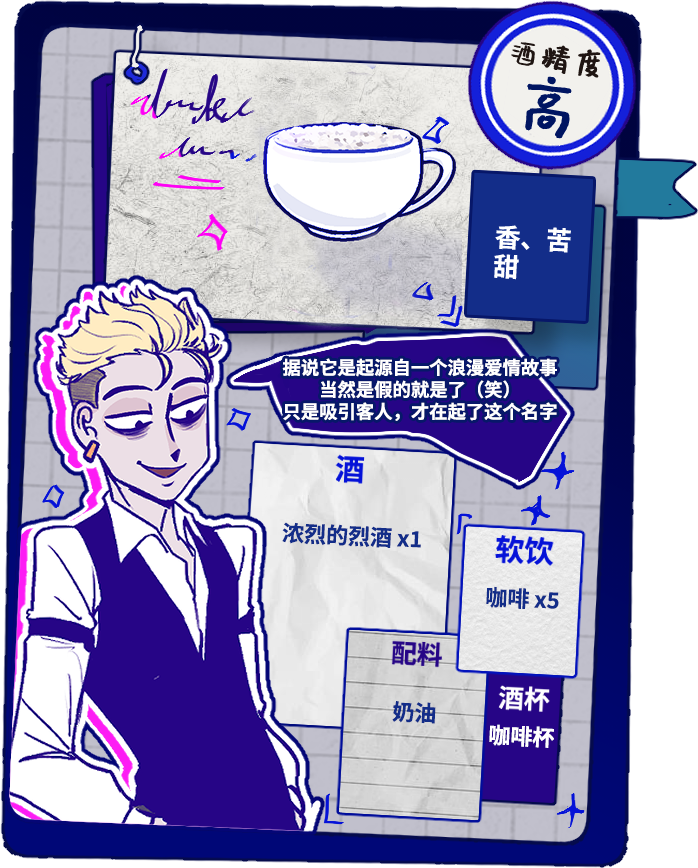 酒精度
高
香、苦
甜
据说它是起源自一个浪漫爱情故事
当然是假的就是了（笑）
只是吸引客人，才在起了这个名字
酒
浓烈的烈酒 x1
软饮
咖啡 x5
配料
奶油
酒杯
咖啡杯